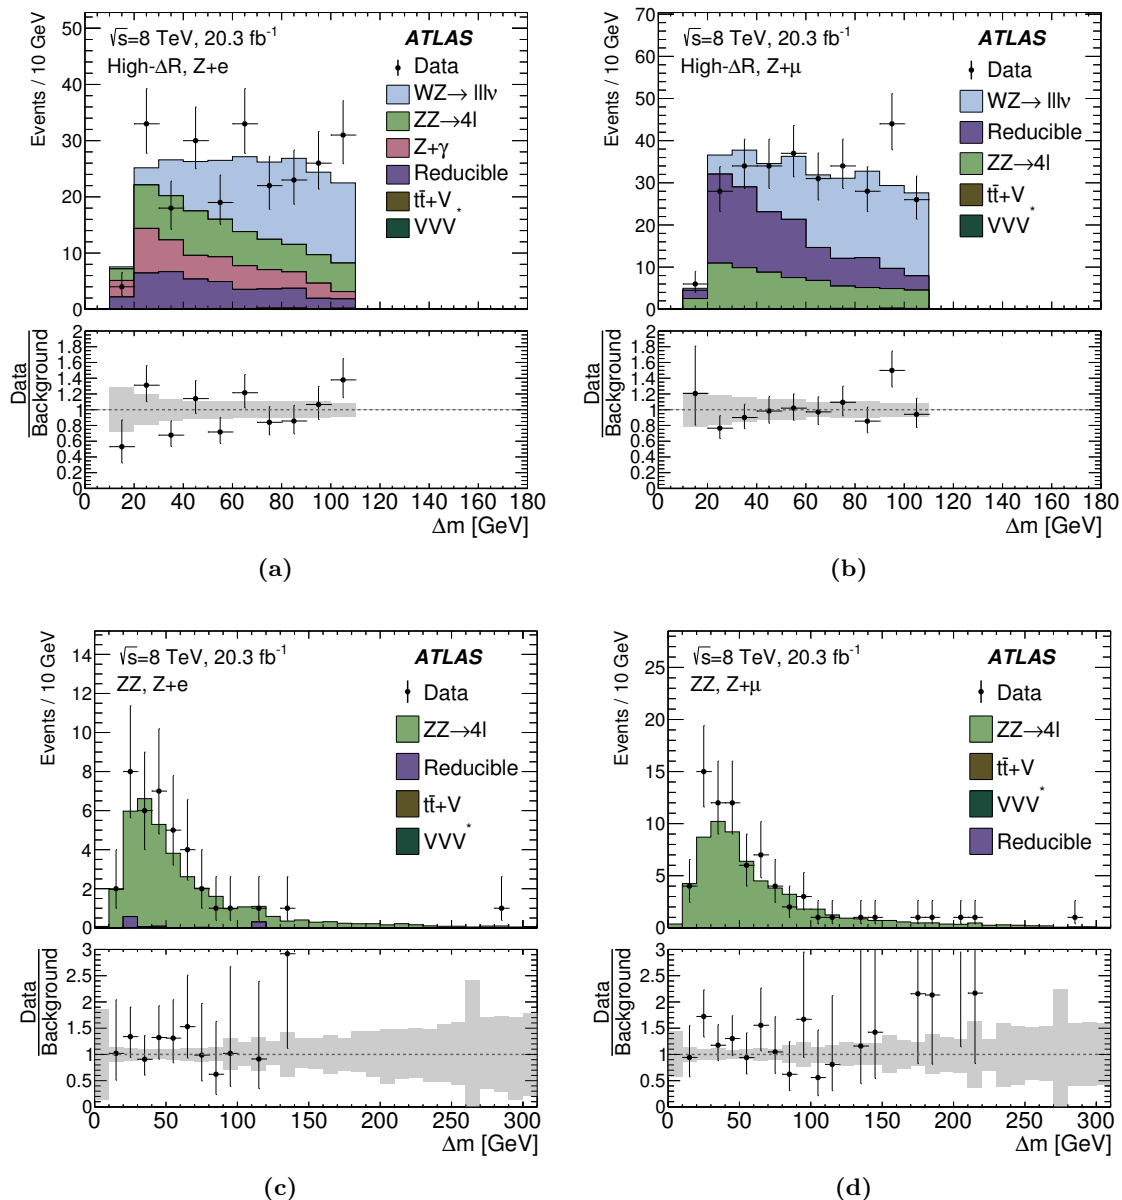 Events / 10 GeV
50
40
30
20
10
0
√s=8 TeV, 20.3 fb⁻¹
ATLAS
High-ΔR, Z+e
Data
WZ→ lllν
ZZ→4l
Z+γ
Reducible
tt̄+V
VVV*
Data
Background
2
1.8
1.6
1.4
1.2
1
0.8
0.6
0.4
0.2
0
0 20 40 60 80 100 120 140 160 180
Δm [GeV]
(a)
Events / 10 GeV
70
60
50
40
30
20
10
0
√s=8 TeV, 20.3 fb⁻¹
ATLAS
High-ΔR, Z+μ
Data
WZ→ lllν
Reducible
ZZ→4l
tt̄+V
VVV*
Data
Background
2
1.8
1.6
1.4
1.2
1
0.8
0.6
0.4
0.2
0
0 20 40 60 80 100 120 140 160 180
Δm [GeV]
(b)
Events / 10 GeV
14
12
10
8
6
4
2
0
√s=8 TeV, 20.3 fb⁻¹
ATLAS
ZZ, Z+e
Data
ZZ→4l
Reducible
tt̄+V
VVV*
Data
Background
3
2.5
2
1.5
1
0.5
0
0 50 100 150 200 250 300
Δm [GeV]
(c)
Events / 10 GeV
25
20
15
10
5
0
√s=8 TeV, 20.3 fb⁻¹
ATLAS
ZZ, Z+μ
Data
ZZ→4l
tt̄+V
VVV*
Reducible
Data
Background
3
2.5
2
1.5
1
0.5
0
0 50 100 150 200 250 300
Δm [GeV]
(d)